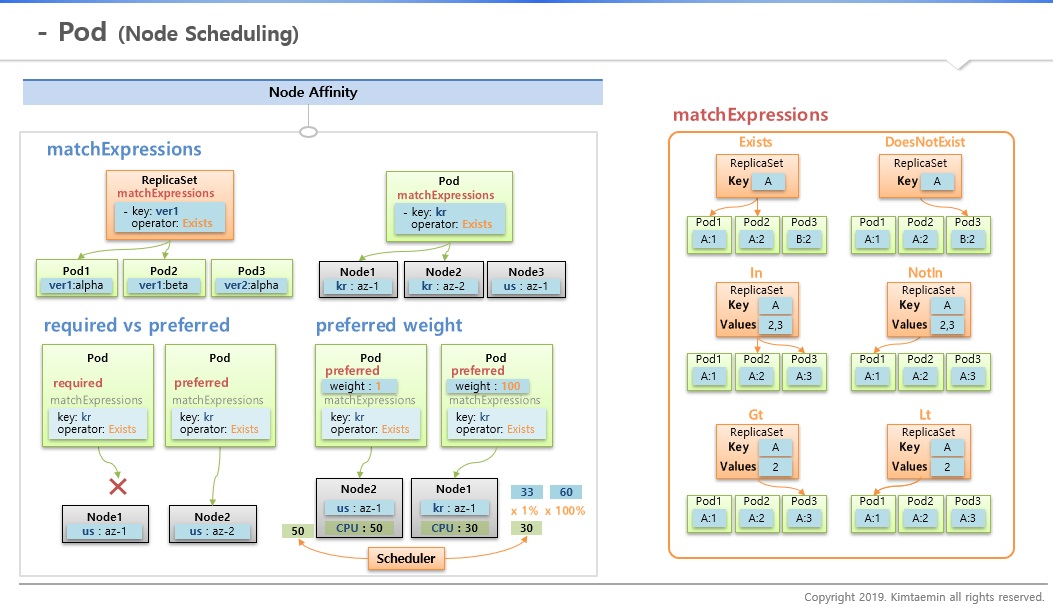 - Pod (Node Scheduling)
Node Affinity
matchExpressions
ReplicaSet
matchExpressions
- key: ver1
operator: Exists
Pod1
ver1:alpha
Pod2
ver1:beta
Pod3
ver2:alpha
Pod
matchExpressions
- key: kr
operator: Exists
Node1
kr : az-1
Node2
kr : az-2
Node3
us : az-1
required vs preferred
Pod
required
matchExpressions
key: kr
operator: Exists
Pod
preferred
matchExpressions
key: kr
operator: Exists
Node1
us : az-1
Node2
us : az-2
preferred weight
Pod
preferred
weight : 1
matchExpressions
key: kr
operator: Exists
Pod
preferred
weight : 100
matchExpressions
key: kr
operator: Exists
Node2
us : az-1
CPU : 50
Node1
kr : az-1
CPU : 30
33 60
x 1% x 100%
50
30
Scheduler
matchExpressions
Exists
ReplicaSet
Key A
Pod1
A:1
Pod2
A:2
Pod3
B:2
DoesNotExist
ReplicaSet
Key A
Pod1
A:1
Pod2
A:2
Pod3
B:2
In
ReplicaSet
Key A
Values 2,3
Pod1
A:1
Pod2
A:2
Pod3
A:3
NotIn
ReplicaSet
Key A
Values 2,3
Pod1
A:1
Pod2
A:2
Pod3
A:3
Gt
ReplicaSet
Key A
Values 2
Pod1
A:1
Pod2
A:2
Pod3
A:3
Lt
ReplicaSet
Key A
Values 2
Pod1
A:1
Pod2
A:2
Pod3
A:3
Copyright 2019. Kimtaemin all rights reserved.